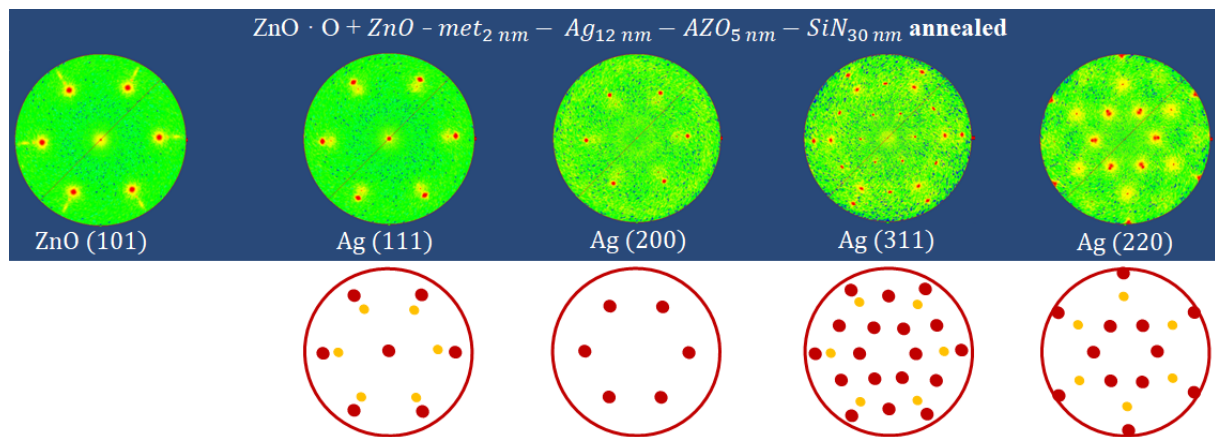 ZnO · O + ZnO - met₂ ₙₘ − Ag₁₂ ₙₘ − AZO₅ ₙₘ − SiN₃₀ ₙₘ annealed
ZnO (101) Ag (111) Ag (200) Ag (311) Ag (220)